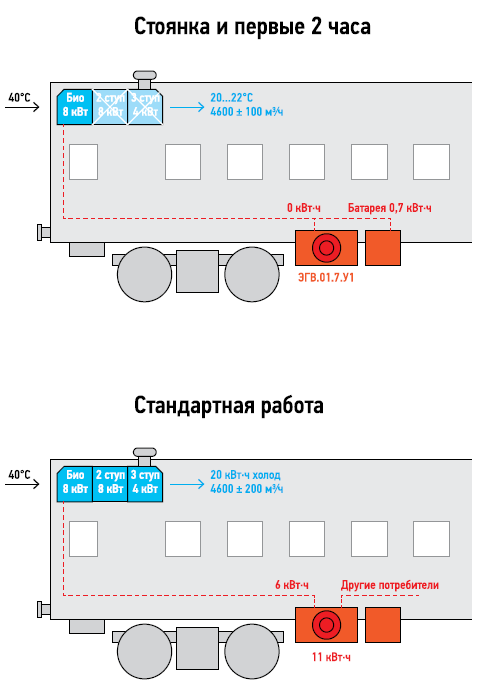 Стоянка и первые 2 часа
40°C
Био
8 кВт
2 ступ
8 кВт
3 ступ
4 кВт
20...22°C
4600 ± 100 м³/ч
0 кВт·ч
Батарея 0,7 кВт·ч
ЭГВ.01.7.У1
Стандартная работа
40°C
Био
8 кВт
2 ступ
8 кВт
3 ступ
4 кВт
20 кВт·ч холод
4600 ± 200 м³/ч
6 кВт·ч
Другие потребители
11 кВт·ч